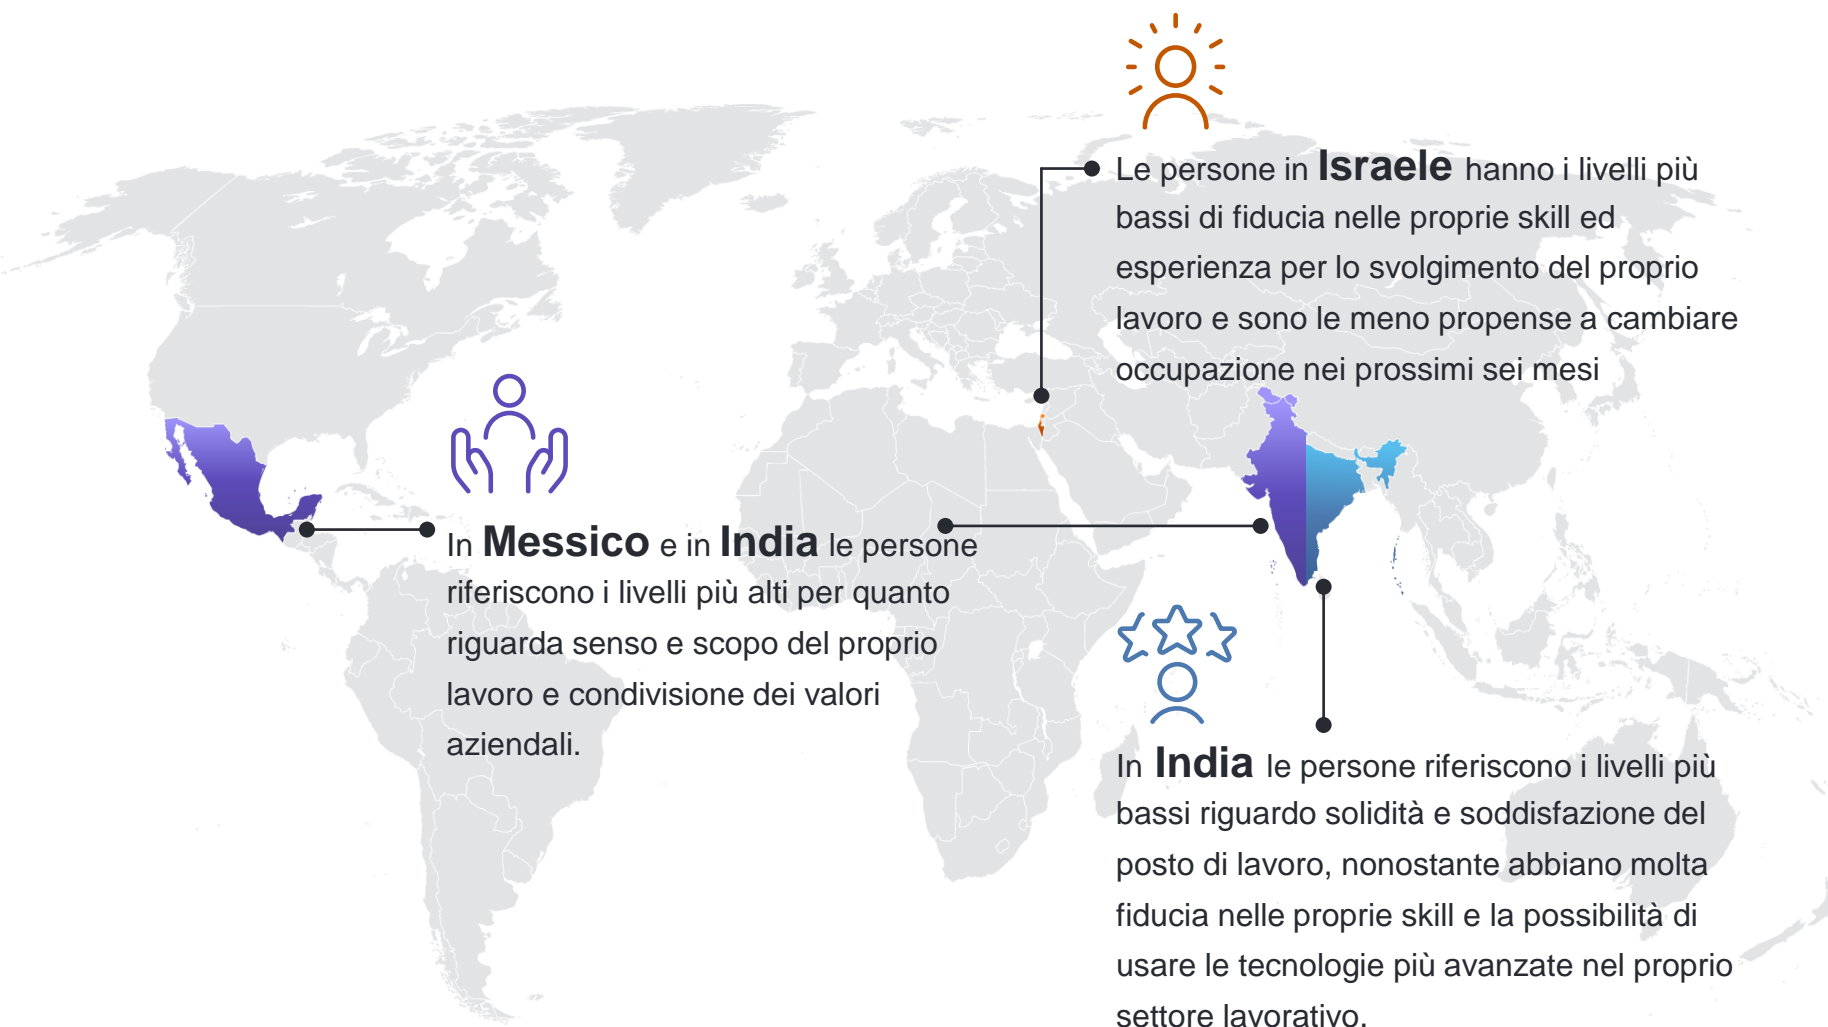 Le persone in Israele hanno i livelli più
bassi di fiducia nelle proprie skill ed
esperienza per lo svolgimento del proprio
lavoro e sono le meno propense a cambiare
occupazione nei prossimi sei mesi
In Messico e in India le persone
riferiscono i livelli più alti per quanto
riguarda senso e scopo del proprio
lavoro e condivisione dei valori
aziendali.
In India le persone riferiscono i livelli più
bassi riguardo solidità e soddisfazione del
posto di lavoro, nonostante abbiano molta
fiducia nelle proprie skill e la possibilità di
usare le tecnologie più avanzate nel proprio
settore lavorativo.